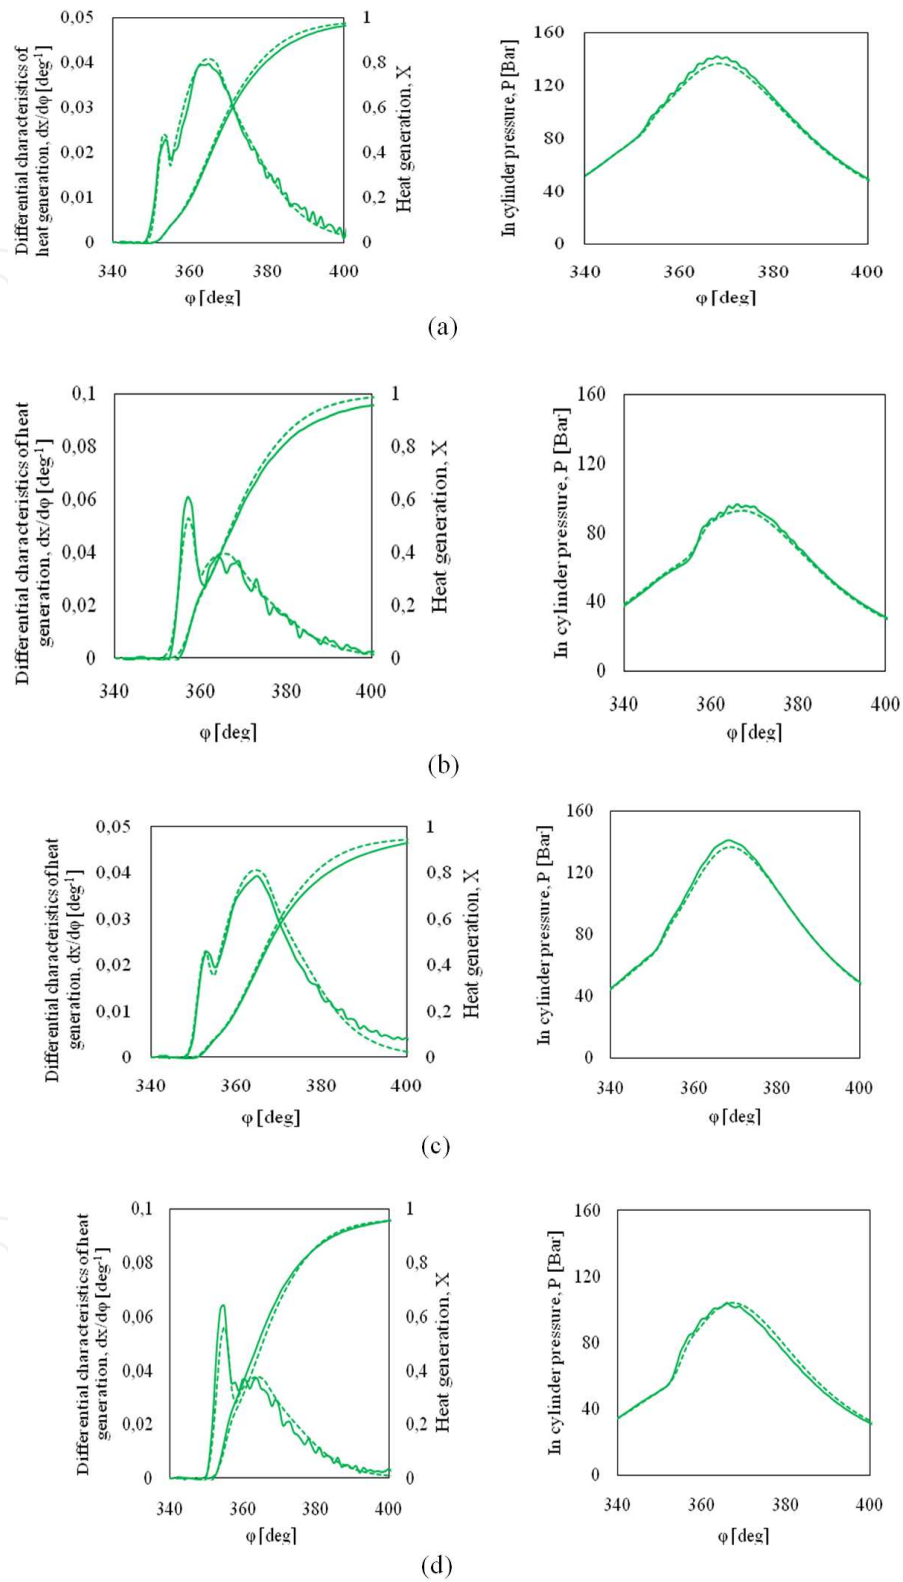 0,05
0,04
0,03
0,02
0,01
0
1
0,8
0,6
0,4
0,2
0
340 360 380 400
φ [deg]
Differential characteristics of
heat generation, dx/dφ [deg-1]
Heat generation, X
160
120
80
40
0
340 360 380 400
φ [deg]
In cylinder pressure, P [Bar]
(a)
0,1
0,08
0,06
0,04
0,02
0
1
0,8
0,6
0,4
0,2
0
340 360 380 400
φ [deg]
Differential characteristics of heat
generation, dx/dφ [deg-1]
Heat generation, X
160
120
80
40
0
340 360 380 400
φ [deg]
In cylinder pressure, P [Bar]
(b)
0,05
0,04
0,03
0,02
0,01
0
1
0,8
0,6
0,4
0,2
0
340 360 380 400
φ [deg]
Differential characteristics of heat
generation, dx/dφ [deg-1]
Heat generation, X
160
120
80
40
0
340 360 380 400
φ [deg]
In cylinder pressure, P [Bar]
(c)
0,1
0,08
0,06
0,04
0,02
0
1
0,8
0,6
0,4
0,2
0
340 360 380 400
φ [deg]
Differential characteristics of heat
generation, dx/dφ [deg-1]
Heat generation, X
160
120
80
40
0
340 360 380 400
φ [deg]
In cylinder pressure, P [Bar]
(d)